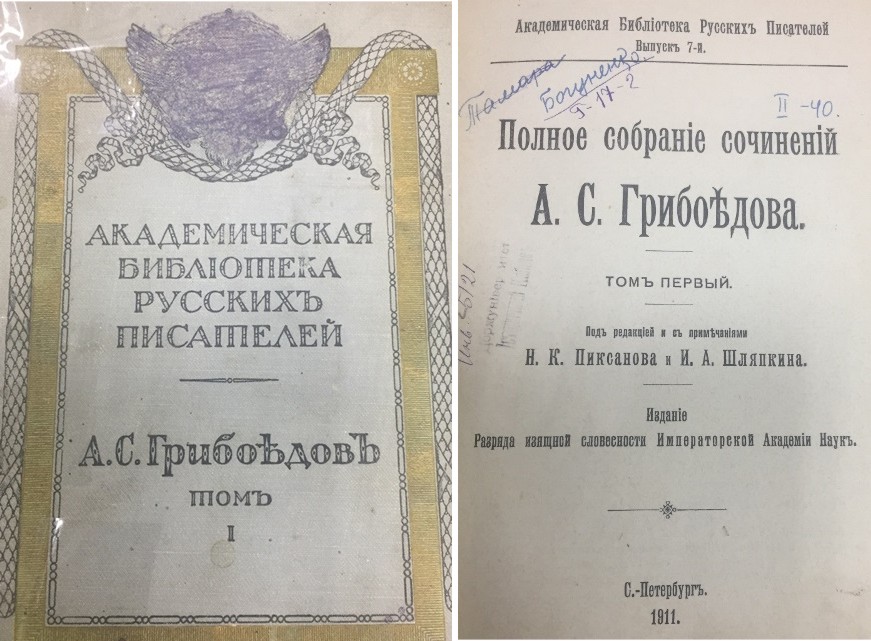 АКАДЕМИЧЕСКАЯ
БИБЛІОТЕКА
РУССКИХЪ
ПИСАТЕЛЕЙ
А.С. ГрибоѣдовЪ
томъ
I
Академическая Библіотека Русскихъ Писателей
Выпускъ 7-й.
Тамара
Богуненко
9-17-2
II -40.
Полное собраніе сочиненій
А. С. Грибоѣдова.
ТОМЪ ПЕРВЫЙ.
Подъ редакціей и съ примѣчаніями
Н. К. Пиксанова и И. А. Шляпкина.
Изданіе
Разряда изящной словесности Императорской Академіи Наукъ.
С.-Петербургъ.
1911.